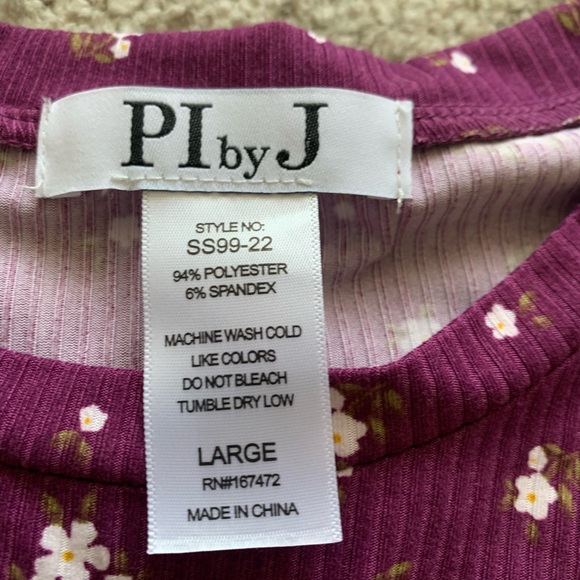 PI by J
STYLE NO:
SS99-22
94% POLYESTER
6% SPANDEX
MACHINE WASH COLD
LIKE COLORS
DO NOT BLEACH
TUMBLE DRY LOW
LARGE
RN#167472
MADE IN CHINA